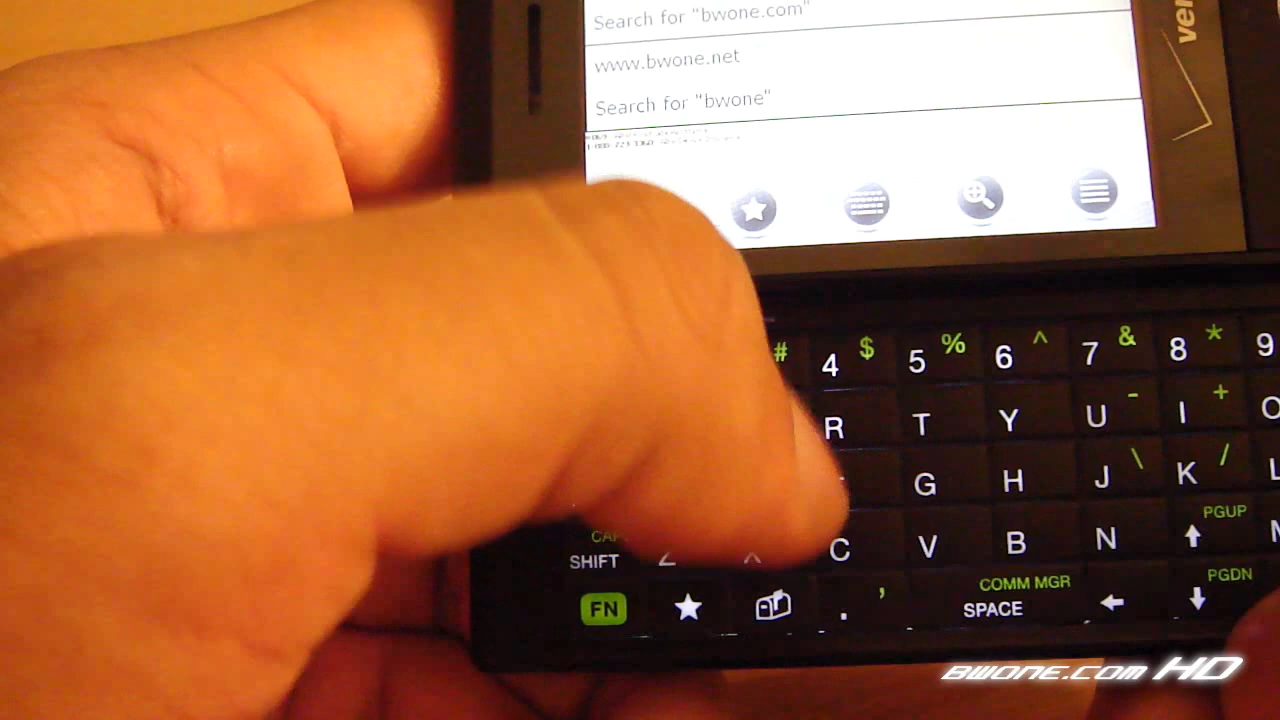 Search for "bwone.com"
www.bwone.net
Search for "bwone"
ver
# 4 $ 5 % 6 ^ 7 & 8 * 9
R T Y U - I + O
G H J \ K / L
SHIFT C V B N PGUP
FN . , COMM MGR SPACE PGDN
BWONE.COM HD